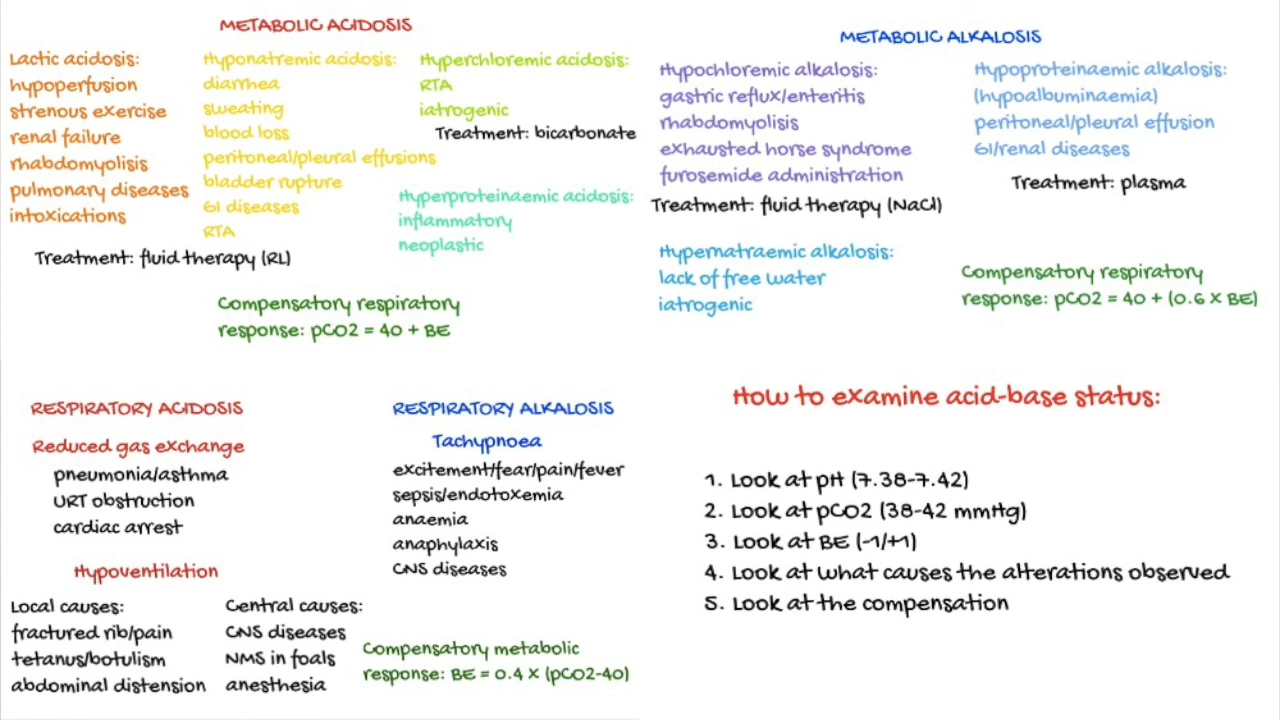 METABOLIC ACIDOSIS
Lactic acidosis:
hypoperfusion
strenous exercise
renal failure
rhabdomyolisis
pulmonary diseases
intoxications
Hyponatremic acidosis:
diarrhea
sweating
blood loss
peritoneal/pleural effusions
bladder rupture
GI diseases
RTA
Treatment: fluid therapy (RL)
Hyperchloremic acidosis:
RTA
iatrogenic
Treatment: bicarbonate
Hyperproteinaemic acidosis:
inflammatory
neoplastic
Compensatory respiratory
response: pCO2 = 40 + BE
METABOLIC ALKALOSIS
Hypochloremic alkalosis:
gastric reflux/enteritis
rhabdomyolisis
exhausted horse syndrome
furosemide administration
Treatment: fluid therapy (NaCl)
Hypernatraemic alkalosis:
lack of free water
iatrogenic
Hypoproteinaemic alkalosis:
(hypoalbuminaemia)
peritoneal/pleural effusion
GI/renal diseases
Treatment: plasma
Compensatory respiratory
response: pCO2 = 40 + (0.6 x BE)
RESPIRATORY ACIDOSIS
Reduced gas exchange
pneumonia/asthma
URT obstruction
cardiac arrest
Hypoventilation
Local causes:
fractured rib/pain
tetanus/botulism
abdominal distension
Central causes:
CNS diseases
NMS in foals
anesthesia
RESPIRATORY ALKALOSIS
Tachypnoea
excitement/fear/pain/fever
sepsis/endotoxemia
anaemia
anaphylaxis
CNS diseases
Compensatory metabolic
response: BE = 0.4 x (pCO2-40)
How to examine acid-base status:
1. Look at pH (7.38-7.42)
2. Look at pCO2 (38-42 mmHg)
3. Look at BE (-1/+1)
4. Look at what causes the alterations observed
5. Look at the compensation